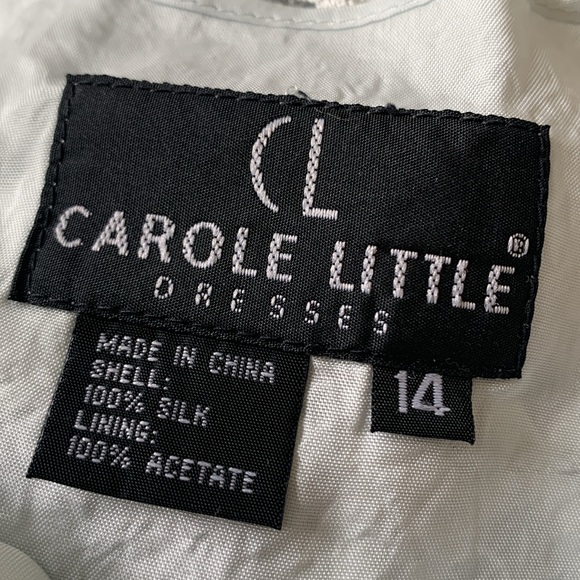 CL
CAROLE LITTLE®
DRESSES
MADE IN CHINA
SHELL:
100% SILK
LINING:
100% ACETATE
14